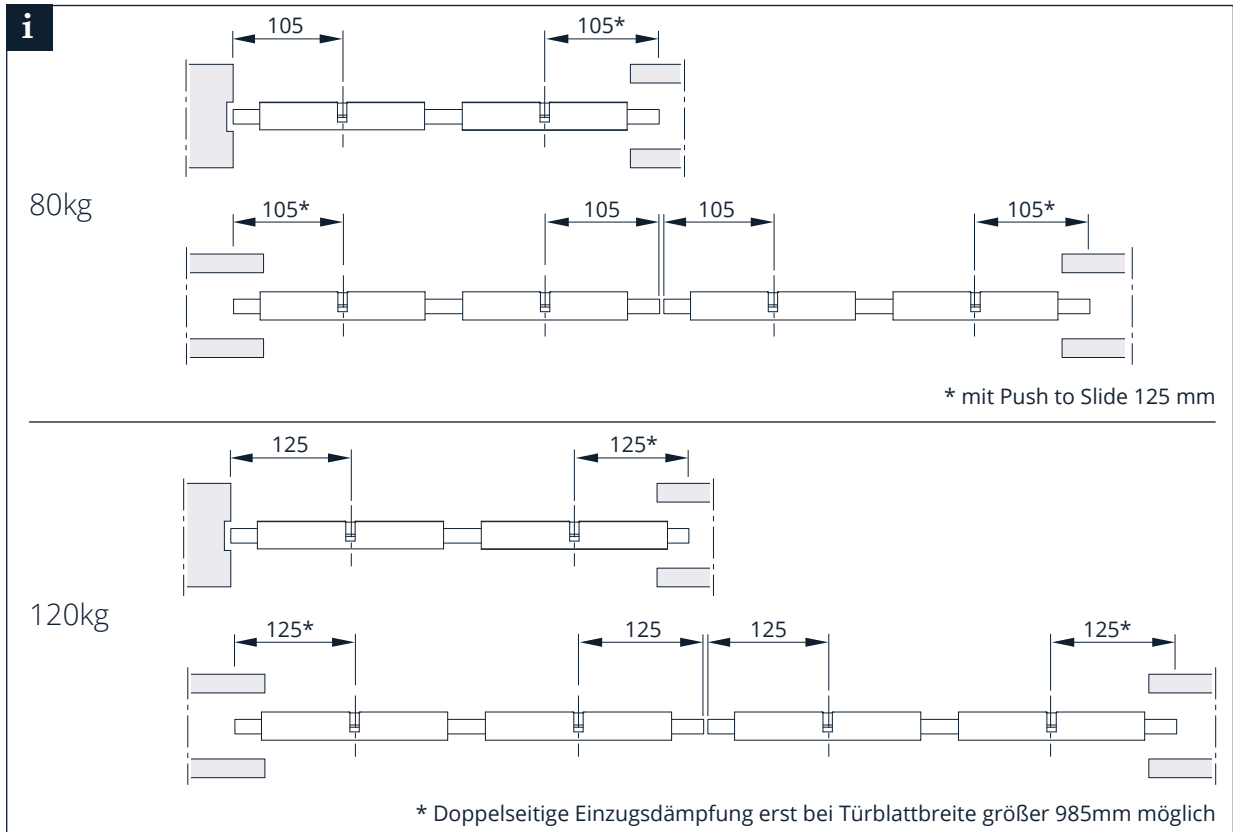 i
105 105*
80kg
105* 105 105 105*
* mit Push to Slide 125 mm
125 125*
120kg
125* 125 125 125*
* Doppelseitige Einzugsdämpfung erst bei Türblattbreite größer 985mm möglich